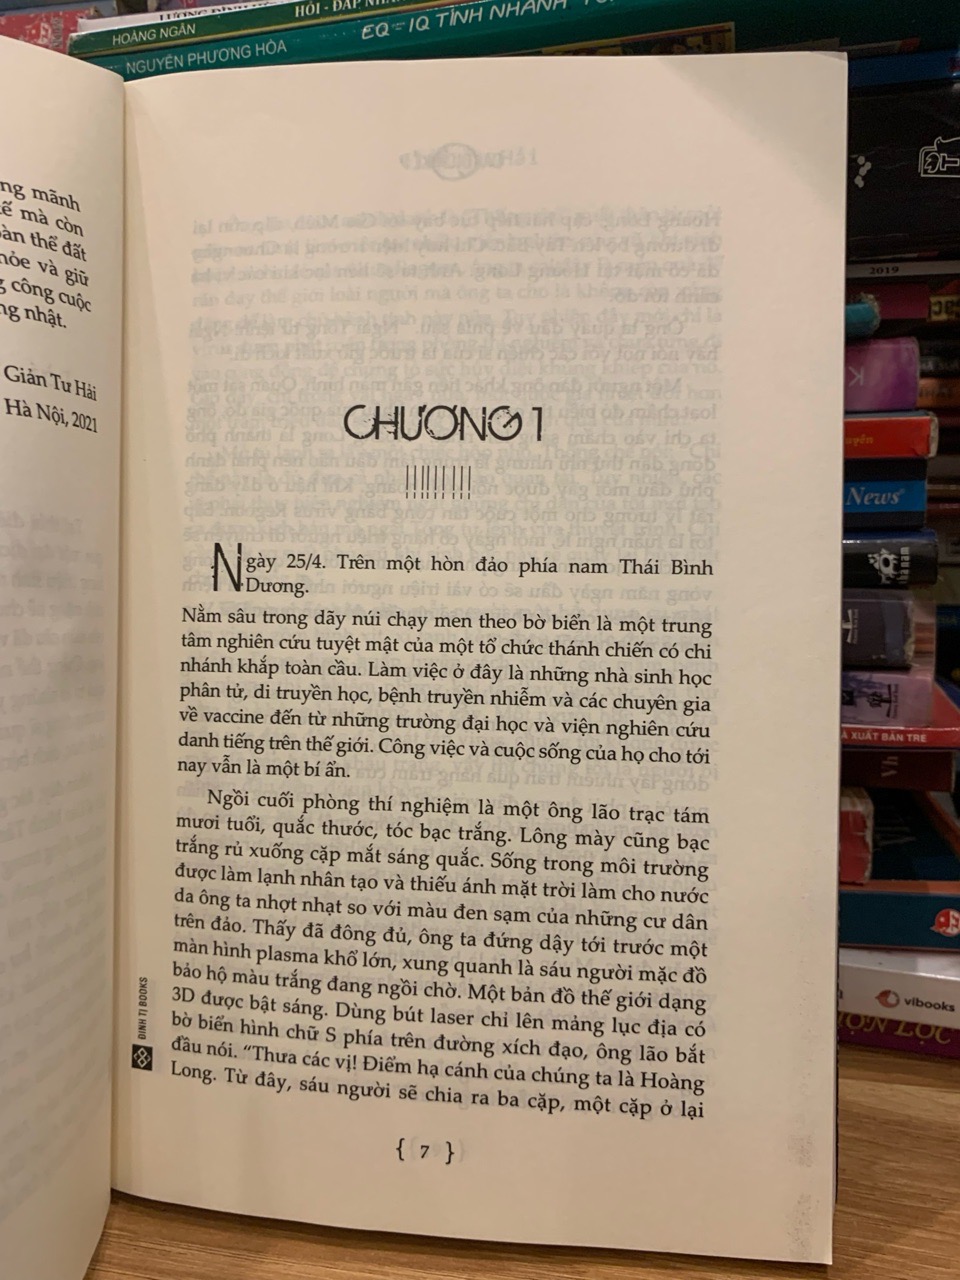 HOÀNG NGÂN
HỎI - ĐÁP
NGUYỄN PHƯƠNG HÒA
EQ - IQ TÌNH NHANH
ng mãnh
ế mà còn
àn thể đất
hỏe và giữ
g công cuộc
ng nhật.
Giản Tư Hải
Hà Nội, 2021
CHƯƠNG 1
Ngày 25/4. Trên một hòn đảo phía nam Thái Bình
Dương.
Nằm sâu trong dãy núi chạy men theo bờ biển là một trung
tâm nghiên cứu tuyệt mật của một tổ chức thánh chiến có chi
nhánh khắp toàn cầu. Làm việc ở đây là những nhà sinh học
phân tử, di truyền học, bệnh truyền nhiễm và các chuyên gia
về vaccine đến từ những trường đại học và viện nghiên cứu
danh tiếng trên thế giới. Công việc và cuộc sống của họ cho tới
nay vẫn là một bí ẩn.
Ngồi cuối phòng thí nghiệm là một ông lão trạc tám
mươi tuổi, quắc thước, tóc bạc trắng. Lông mày cũng bạc
trắng rủ xuống cặp mắt sáng quắc. Sống trong môi trường
được làm lạnh nhân tạo và thiếu ánh mặt trời làm cho nước
da ông ta nhợt nhạt so với màu đen sạm của những cư dân
trên đảo. Thấy đã đông đủ, ông ta đứng dậy tới trước một
màn hình plasma khổ lớn, xung quanh là sáu người mặc đồ
bảo hộ màu trắng đang ngồi chờ. Một bản đồ thế giới dạng
3D được bật sáng. Dùng bút laser chỉ lên mảng lục địa có
bờ biển hình chữ S phía trên đường xích đạo, ông lão bắt
đầu nói. “Thưa các vị! Điểm hạ cánh của chúng ta là Hoàng
Long. Từ đây, sáu người sẽ chia ra ba cặp, một cặp ở lại
ĐINH TỊ BOOKS
{ 7 }
2019
K
News
À XUẤT BẢN TRẺ
vibooks
ỌN LỌC